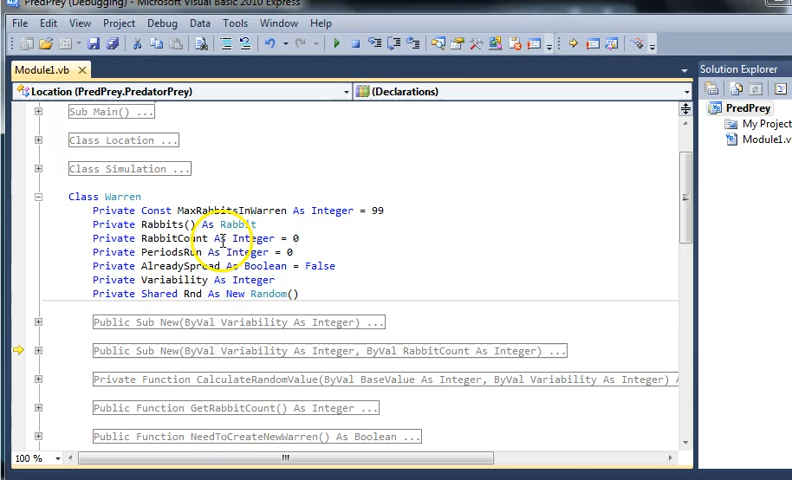 PredPrey (Debugging) - Microsoft Visual Basic 2010 Express
File Edit View Project Debug Data Tools Window Help
Module1.vb
Location (PredPrey.PredatorPrey) (Declarations)
Sub Main() ...
Class Location ...
Class Simulation ...
Class Warren
Private Const MaxRabbitsInWarren As Integer = 99
Private Rabbits() As Rabbit
Private RabbitCount As Integer = 0
Private PeriodsRun As Integer = 0
Private AlreadySpread As Boolean = False
Private Variability As Integer
Private Shared Rnd As New Random()
Public Sub New(ByVal Variability As Integer) ...
Public Sub New(ByVal Variability As Integer, ByVal RabbitCount As Integer) ...
Private Function CalculateRandomValue(ByVal BaseValue As Integer, ByVal Variability As Integer) A
Public Function GetRabbitCount() As Integer ...
Public Function NeedToCreateNewWarren() As Boolean ...
100 %
Solution Explorer
PredPrey
My Project
Module1.v